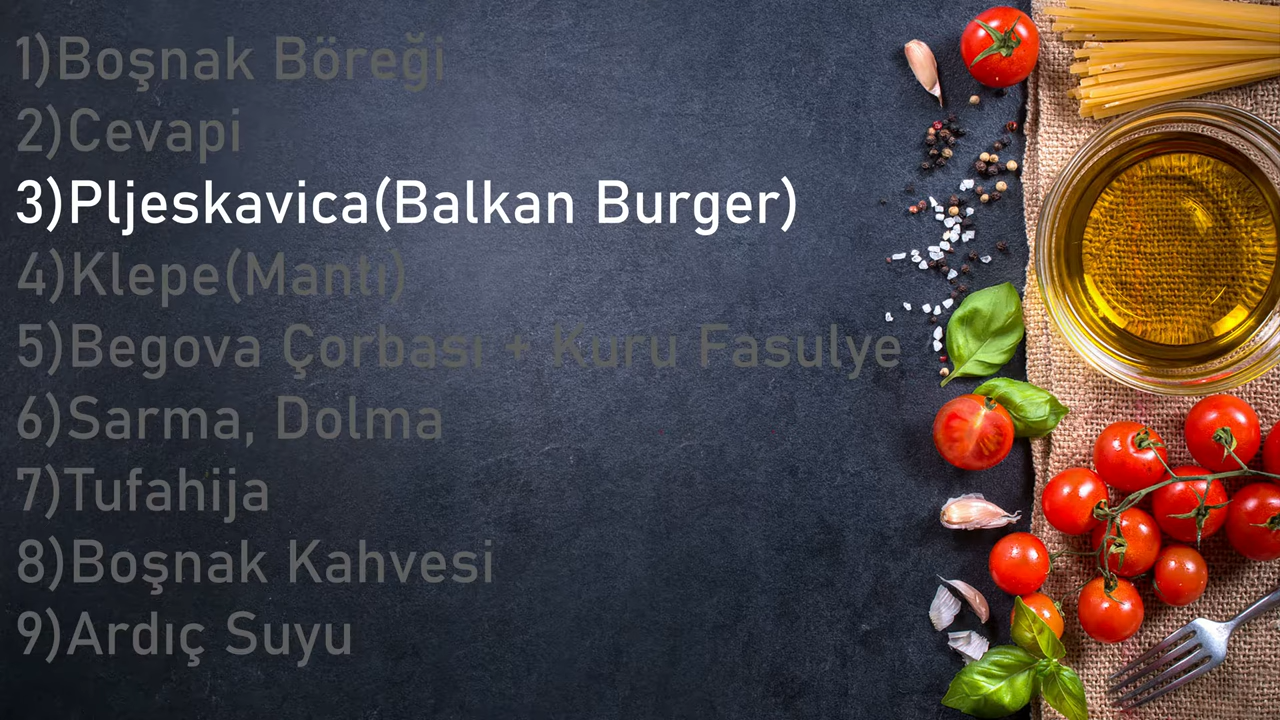 1)Boşnak Böreği
2)Cevapi
3)Pljeskavica(Balkan Burger)
4)Klepe(Mantı)
5)Begova Çorbası + Kuru Fasulye
6)Sarma, Dolma
7)Tufahija
8)Boşnak Kahvesi
9)Ardıç Suyu